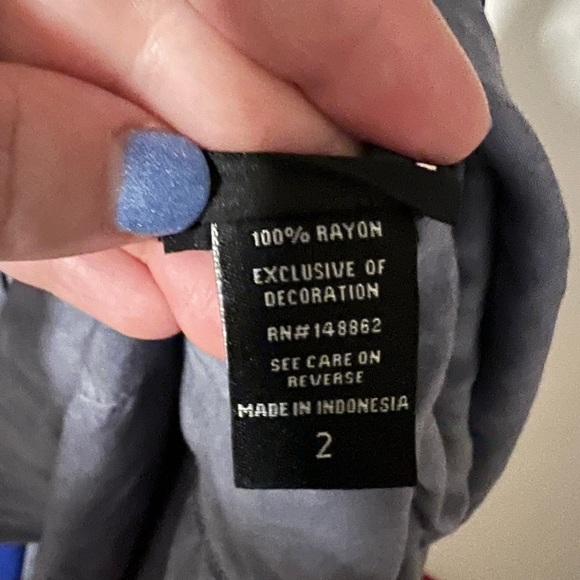 100% RAYON
EXCLUSIVE OF
DECORATION
RN#148862
SEE CARE ON
REVERSE
MADE IN INDONESIA
2